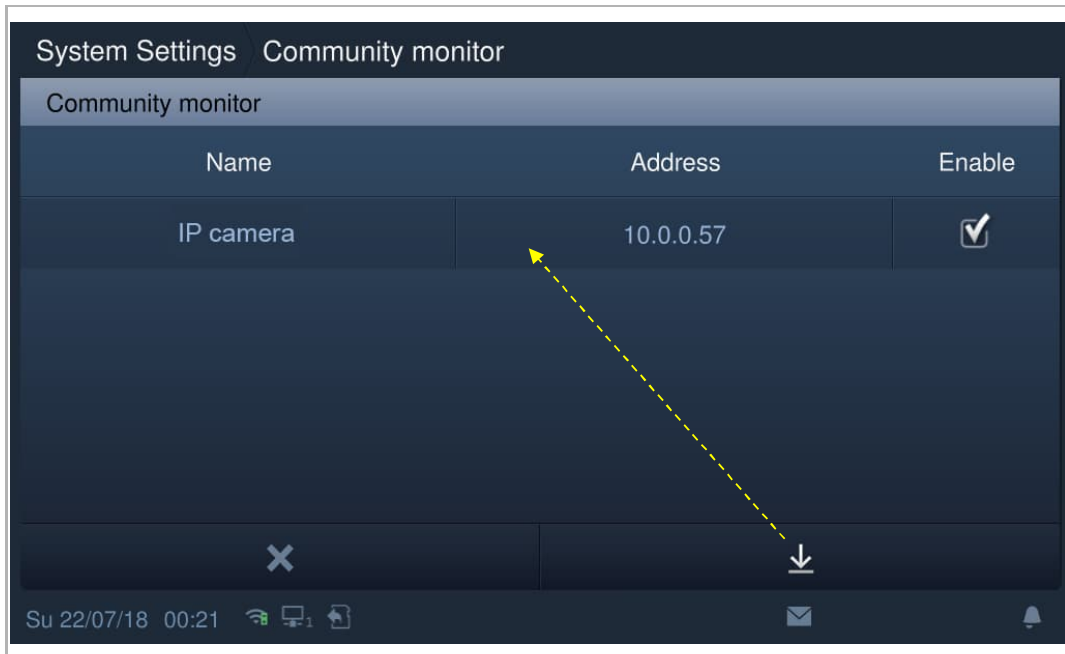 System Settings Community monitor
Community monitor
Name Address Enable
IP camera 10.0.0.57
Su 22/07/18 00:21 1